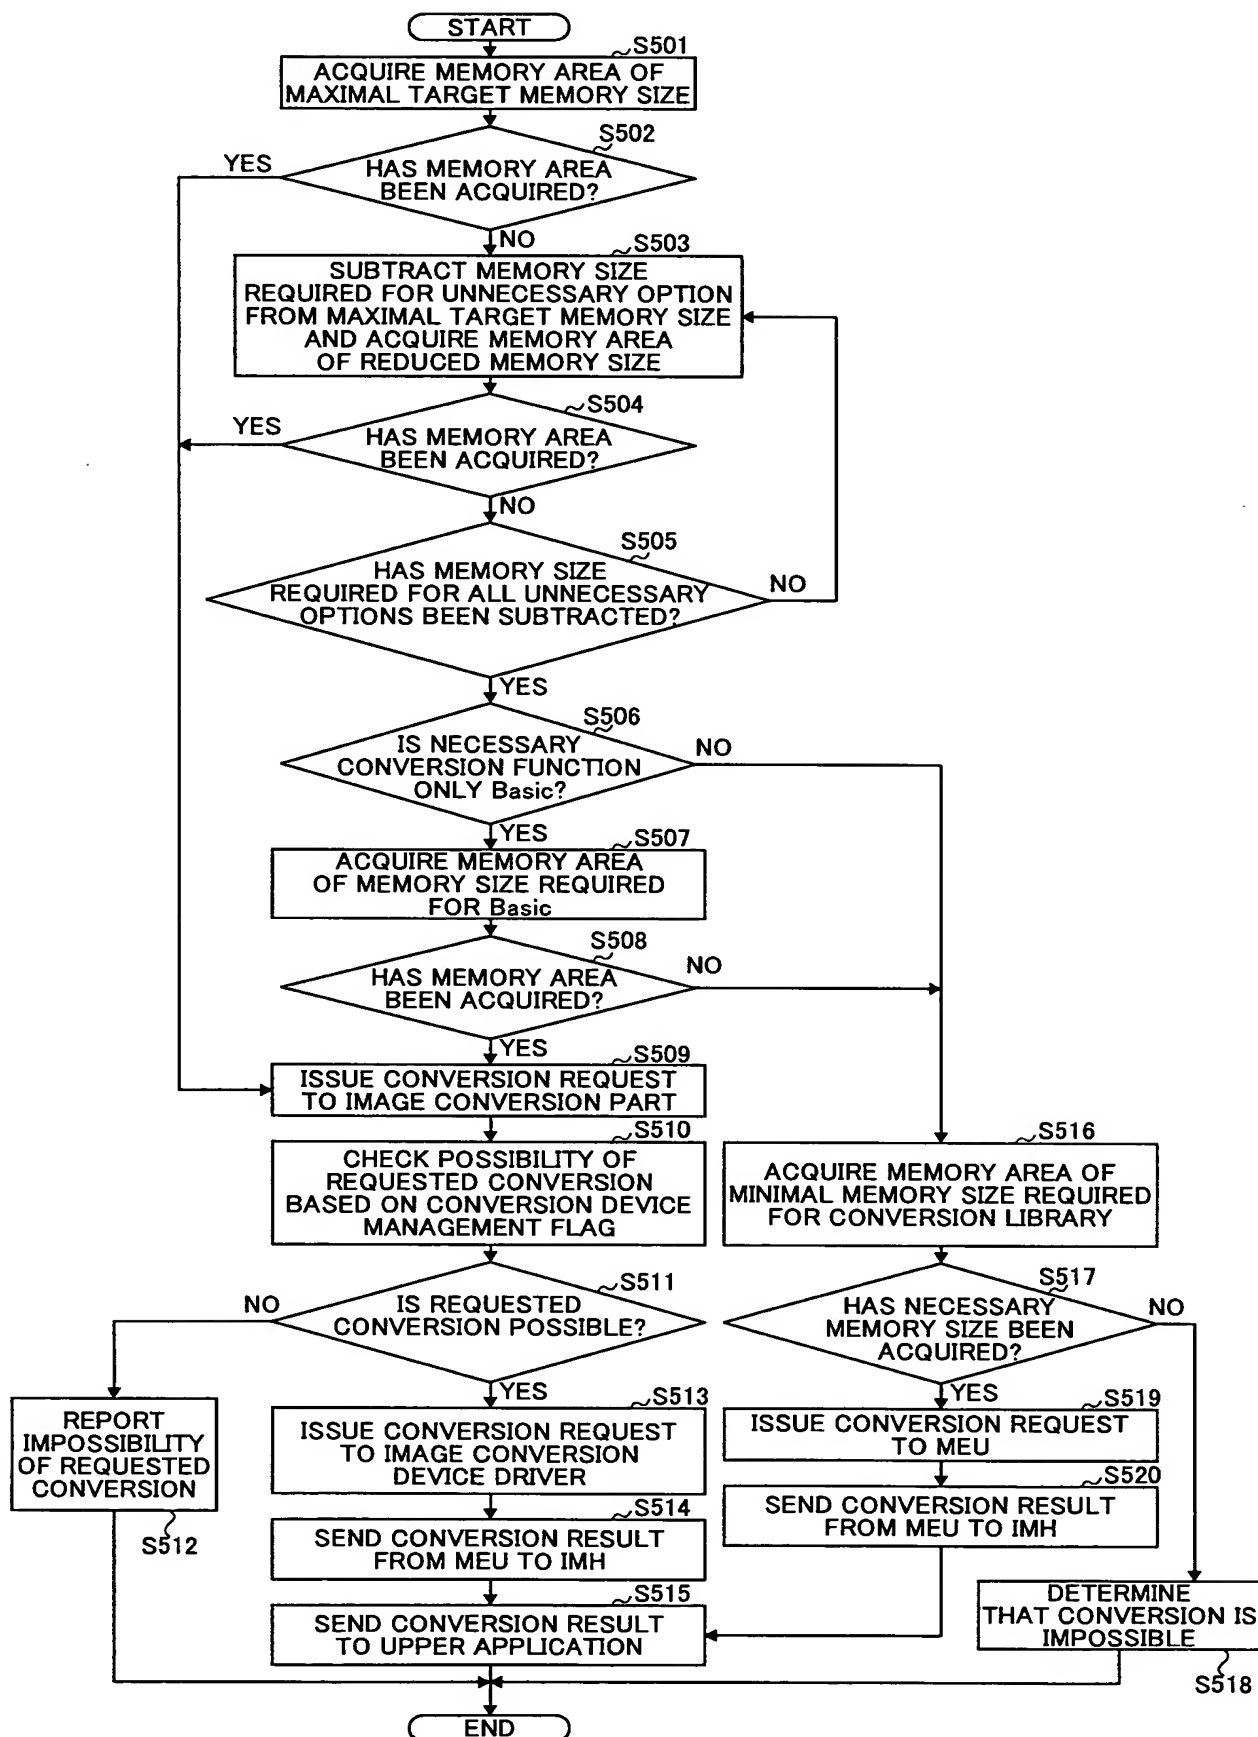 START
S501
ACQUIRE MEMORY AREA OF
MAXIMAL TARGET MEMORY SIZE
S502
YES
HAS MEMORY AREA
BEEN ACQUIRED?
NO
S503
SUBTRACT MEMORY SIZE
REQUIRED FOR UNNECESSARY OPTION
FROM MAXIMAL TARGET MEMORY SIZE
AND ACQUIRE MEMORY AREA
OF REDUCED MEMORY SIZE
S504
YES
HAS MEMORY AREA
BEEN ACQUIRED?
NO
S505
HAS MEMORY SIZE
REQUIRED FOR ALL UNNECESSARY
OPTIONS BEEN SUBTRACTED?
NO
YES
S506
IS NECESSARY
CONVERSION FUNCTION
ONLY Basic?
NO
YES
S507
ACQUIRE MEMORY AREA
OF MEMORY SIZE REQUIRED
FOR Basic
S508
HAS MEMORY AREA
BEEN ACQUIRED?
NO
YES
S509
ISSUE CONVERSION REQUEST
TO IMAGE CONVERSION PART
S510
CHECK POSSIBILITY OF
REQUESTED CONVERSION
BASED ON CONVERSION DEVICE
MANAGEMENT FLAG
S516
ACQUIRE MEMORY AREA OF
MINIMAL MEMORY SIZE REQUIRED
FOR CONVERSION LIBRARY
S511
NO
IS REQUESTED
CONVERSION POSSIBLE?
YES
S517
HAS NECESSARY
MEMORY SIZE BEEN
ACQUIRED?
NO
YES
REPORT
IMPOSSIBILITY
OF REQUESTED
CONVERSION
S512
S513
ISSUE CONVERSION REQUEST
TO IMAGE CONVERSION
DEVICE DRIVER
S519
ISSUE CONVERSION REQUEST
TO MEU
S514
SEND CONVERSION RESULT
FROM MEU TO IMH
S520
SEND CONVERSION RESULT
FROM MEU TO IMH
S515
SEND CONVERSION RESULT
TO UPPER APPLICATION
DETERMINE
THAT CONVERSION IS
IMPOSSIBLE
S518
END